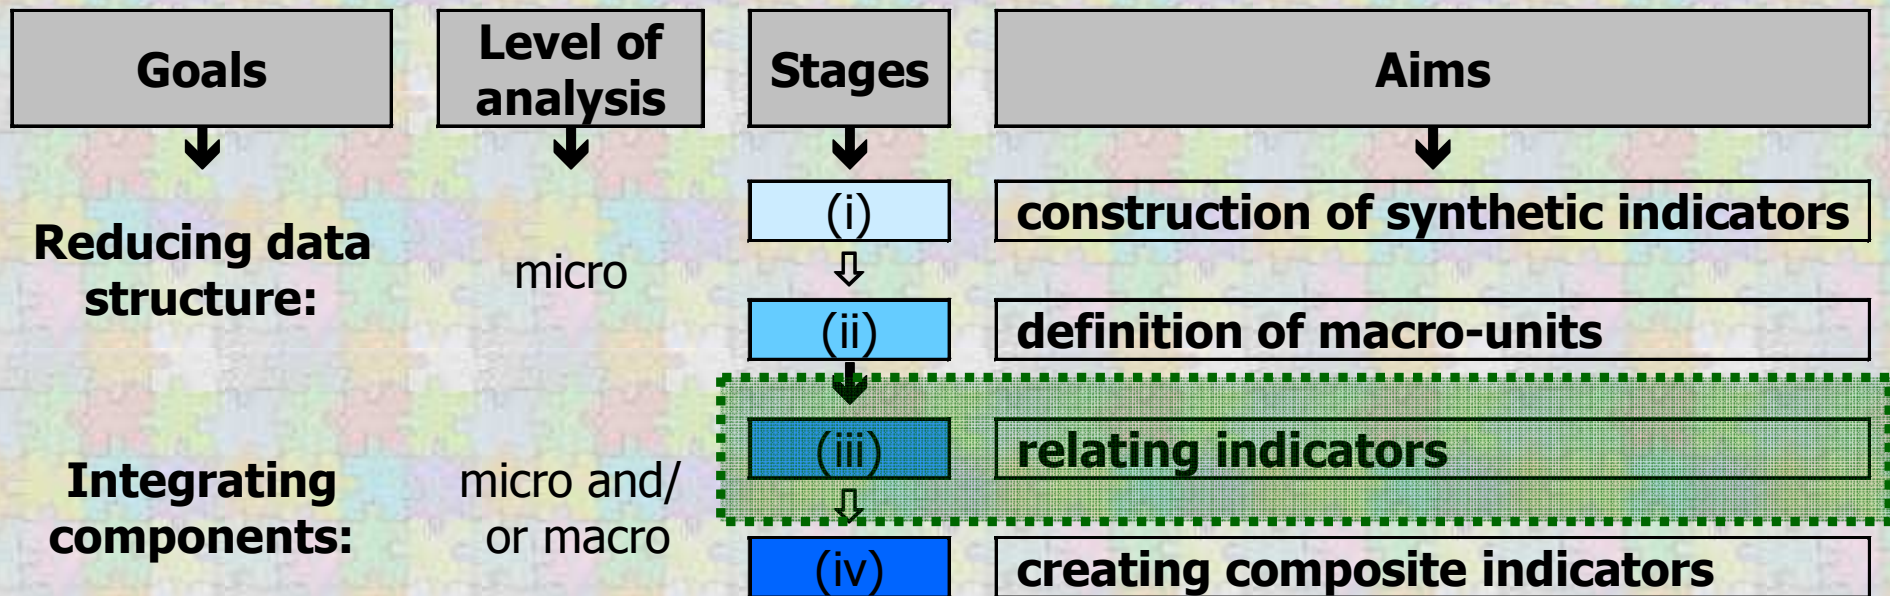 Goals
Level of
analysis
Stages
Aims
Reducing data
structure:
micro
(i)
construction of synthetic indicators
(ii)
definition of macro-units
Integrating
components:
micro and/
or macro
(iii)
relating indicators
(iv)
creating composite indicators